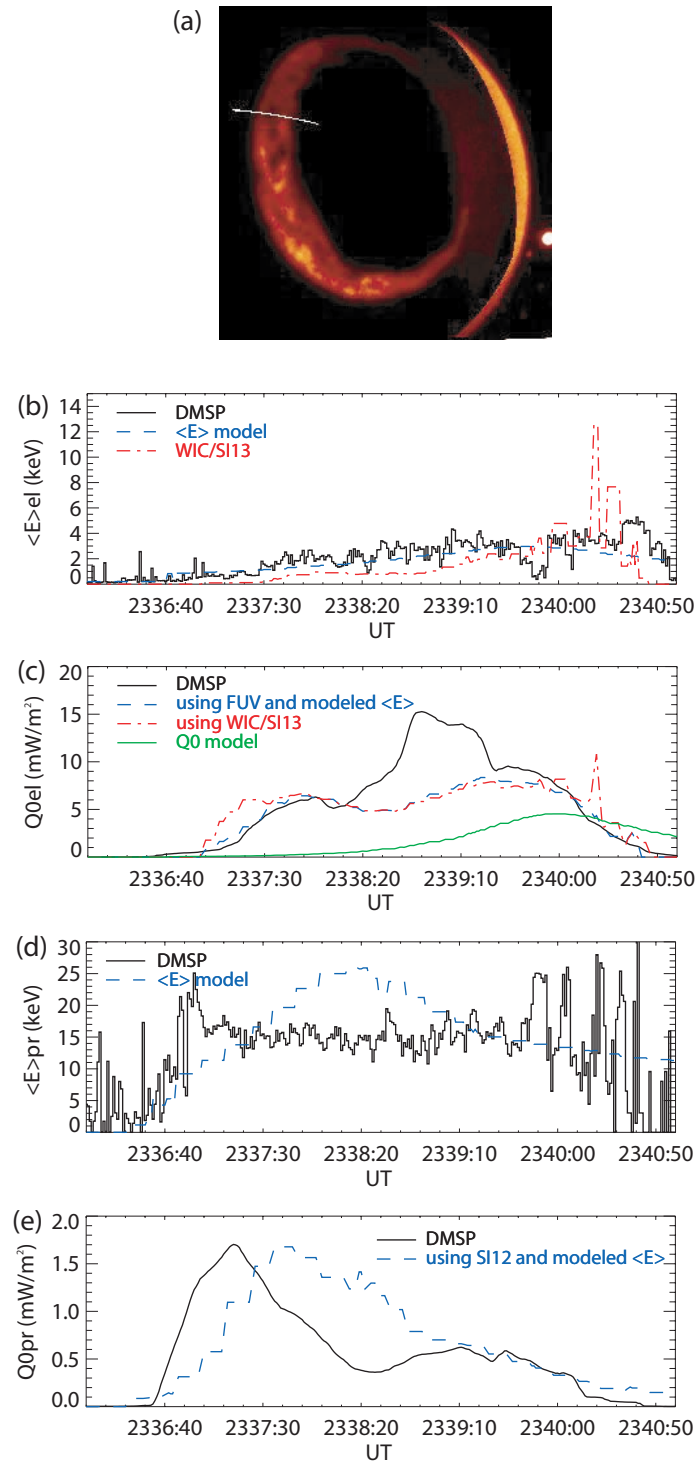 (a)
(b)
14
12
10
8
6
4
2
0
<E>el (keV)
DMSP
<E> model
WIC/SI13
2336:40 2337:30 2338:20 2339:10 2340:00 2340:50
UT
(c)
20
15
10
5
0
Q0el (mW/m²)
DMSP
using FUV and modeled <E>
using WIC/SI13
Q0 model
2336:40 2337:30 2338:20 2339:10 2340:00 2340:50
UT
(d)
30
25
20
15
10
5
0
<E>pr (keV)
DMSP
<E> model
2336:40 2337:30 2338:20 2339:10 2340:00 2340:50
UT
(e)
2.0
1.5
1.0
0.5
0.0
Q0pr (mW/m²)
DMSP
using SI12 and modeled <E>
2336:40 2337:30 2338:20 2339:10 2340:00 2340:50
UT